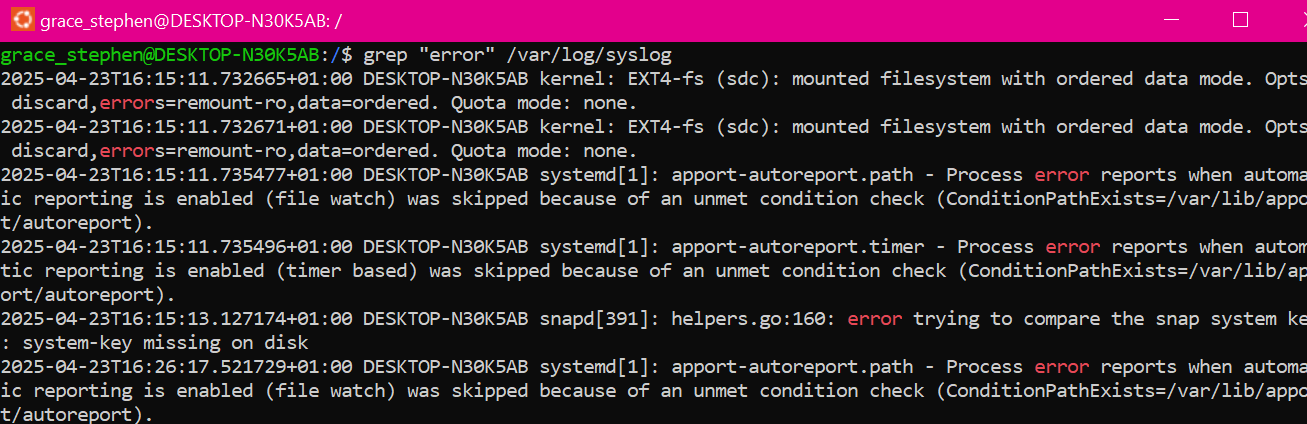 grace_stephen@DESKTOP-N30K5AB: /
grace_stephen@DESKTOP-N30K5AB:/$ grep "error" /var/log/syslog
2025-04-23T16:15:11.732665+01:00 DESKTOP-N30K5AB kernel: EXT4-fs (sdc): mounted filesystem with ordered data mode. Opts
discard,errors=remount-ro,data=ordered. Quota mode: none.
2025-04-23T16:15:11.732671+01:00 DESKTOP-N30K5AB kernel: EXT4-fs (sdc): mounted filesystem with ordered data mode. Opts
discard,errors=remount-ro,data=ordered. Quota mode: none.
2025-04-23T16:15:11.735477+01:00 DESKTOP-N30K5AB systemd[1]: apport-autoreport.path - Process error reports when automa
ic reporting is enabled (file watch) was skipped because of an unmet condition check (ConditionPathExists=/var/lib/appo
t/autoreport).
2025-04-23T16:15:11.735496+01:00 DESKTOP-N30K5AB systemd[1]: apport-autoreport.timer - Process error reports when autom
tic reporting is enabled (timer based) was skipped because of an unmet condition check (ConditionPathExists=/var/lib/ap
ort/autoreport).
2025-04-23T16:15:13.127174+01:00 DESKTOP-N30K5AB snapd[391]: helpers.go:160: error trying to compare the snap system ke
: system-key missing on disk
2025-04-23T16:26:17.521729+01:00 DESKTOP-N30K5AB systemd[1]: apport-autoreport.path - Process error reports when automa
ic reporting is enabled (file watch) was skipped because of an unmet condition check (ConditionPathExists=/var/lib/appo
t/autoreport).